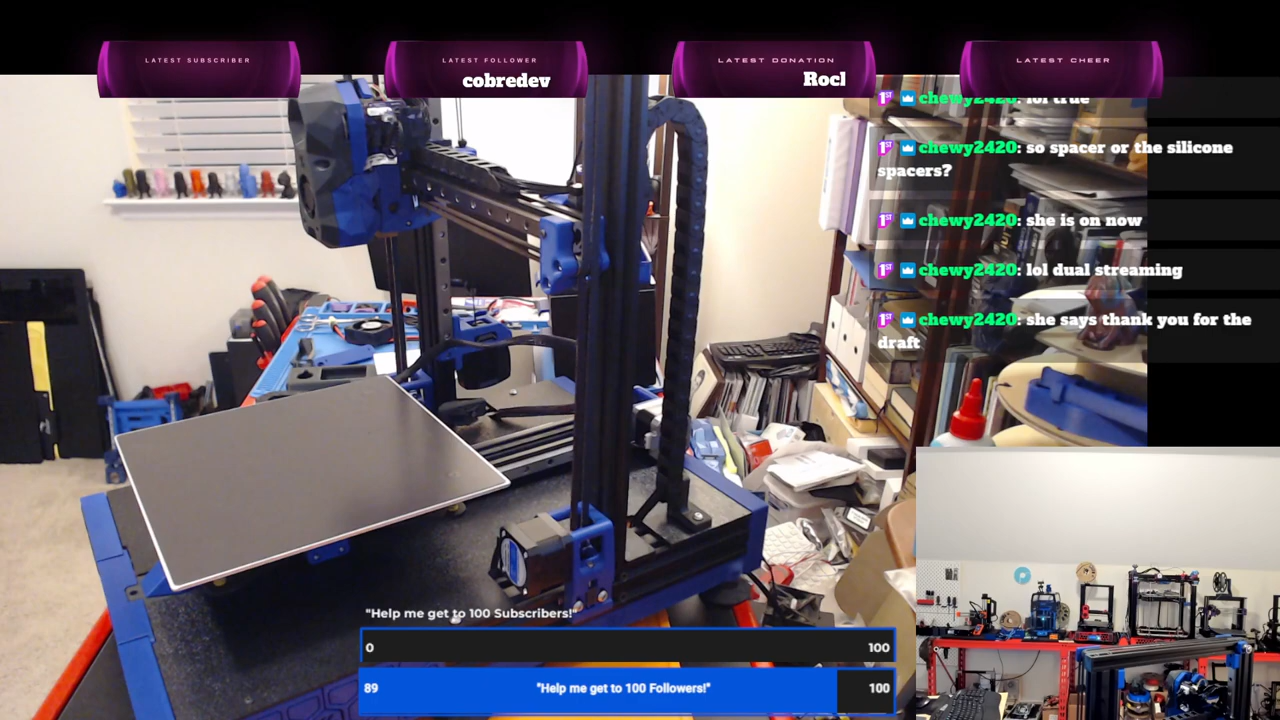 LATEST SUBSCRIBER
LATEST FOLLOWER
cobredev
LATEST DONATION
Rocl
LATEST CHEER
chewy2420: lol true
chewy2420: so spacer or the silicone
spacers?
chewy2420: she is on now
chewy2420: lol dual streaming
chewy2420: she says thank you for the
draft
"Help me get to 100 Subscribers!"
0 100
89 "Help me get to 100 Followers!" 100